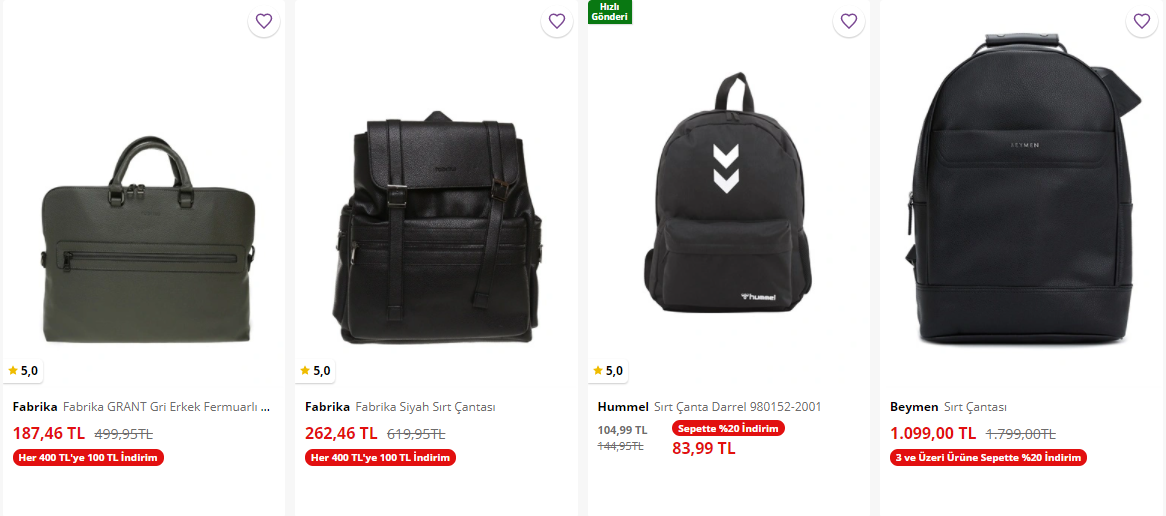 Hızlı
Gönderi
fabrika
BEYMEN
hummel
5,0
5,0
5,0
Fabrika Fabrika GRANT Gri Erkek Fermuarlı ...
187,46 TL 499,95TL
Her 400 TL'ye 100 TL İndirim
Fabrika Fabrika Siyah Sırt Çantası
262,46 TL 619,95TL
Her 400 TL'ye 100 TL İndirim
Hummel Sırt Çanta Darrel 980152-2001
104,99 TL
144,95TL
Sepette %20 İndirim
83,99 TL
Beymen Sırt Çantası
1.099,00 TL 1.799,00TL
3 ve Üzeri Ürüne Sepette %20 İndirim